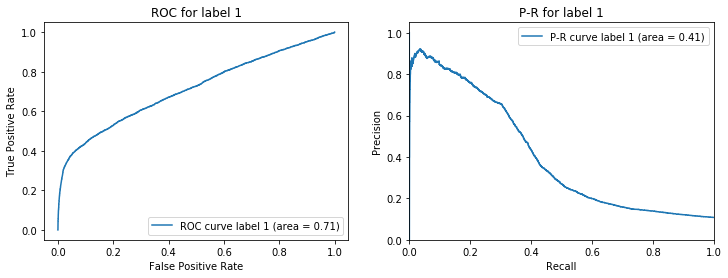 ROC for label 1
1.0
0.8
0.6
0.4
0.2
0.0
True Positive Rate
ROC curve label 1 (area = 0.71)
0.0 0.2 0.4 0.6 0.8 1.0
False Positive Rate
P-R for label 1
1.0
0.8
0.6
0.4
0.2
0.0
Precision
P-R curve label 1 (area = 0.41)
0.0 0.2 0.4 0.6 0.8 1.0
Recall